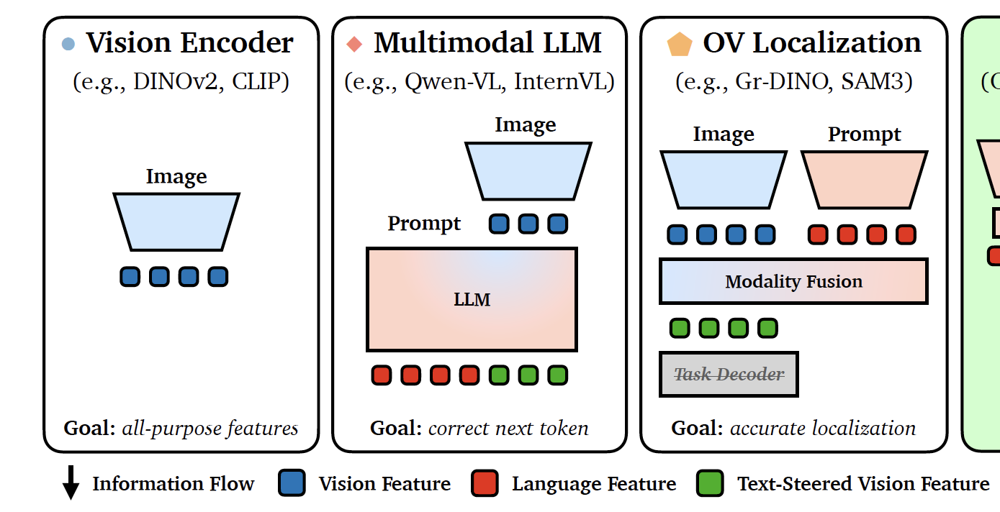 Vision Encoder
(e.g., DINOv2, CLIP)
Image
Goal: all-purpose features
Multimodal LLM
(e.g., Qwen-VL, InternVL)
Image
Prompt
LLM
Goal: correct next token
OV Localization
(e.g., Gr-DINO, SAM3)
Image Prompt
Modality Fusion
Task Decoder
Goal: accurate localization
Information Flow Vision Feature Language Feature Text-Steered Vision Feature